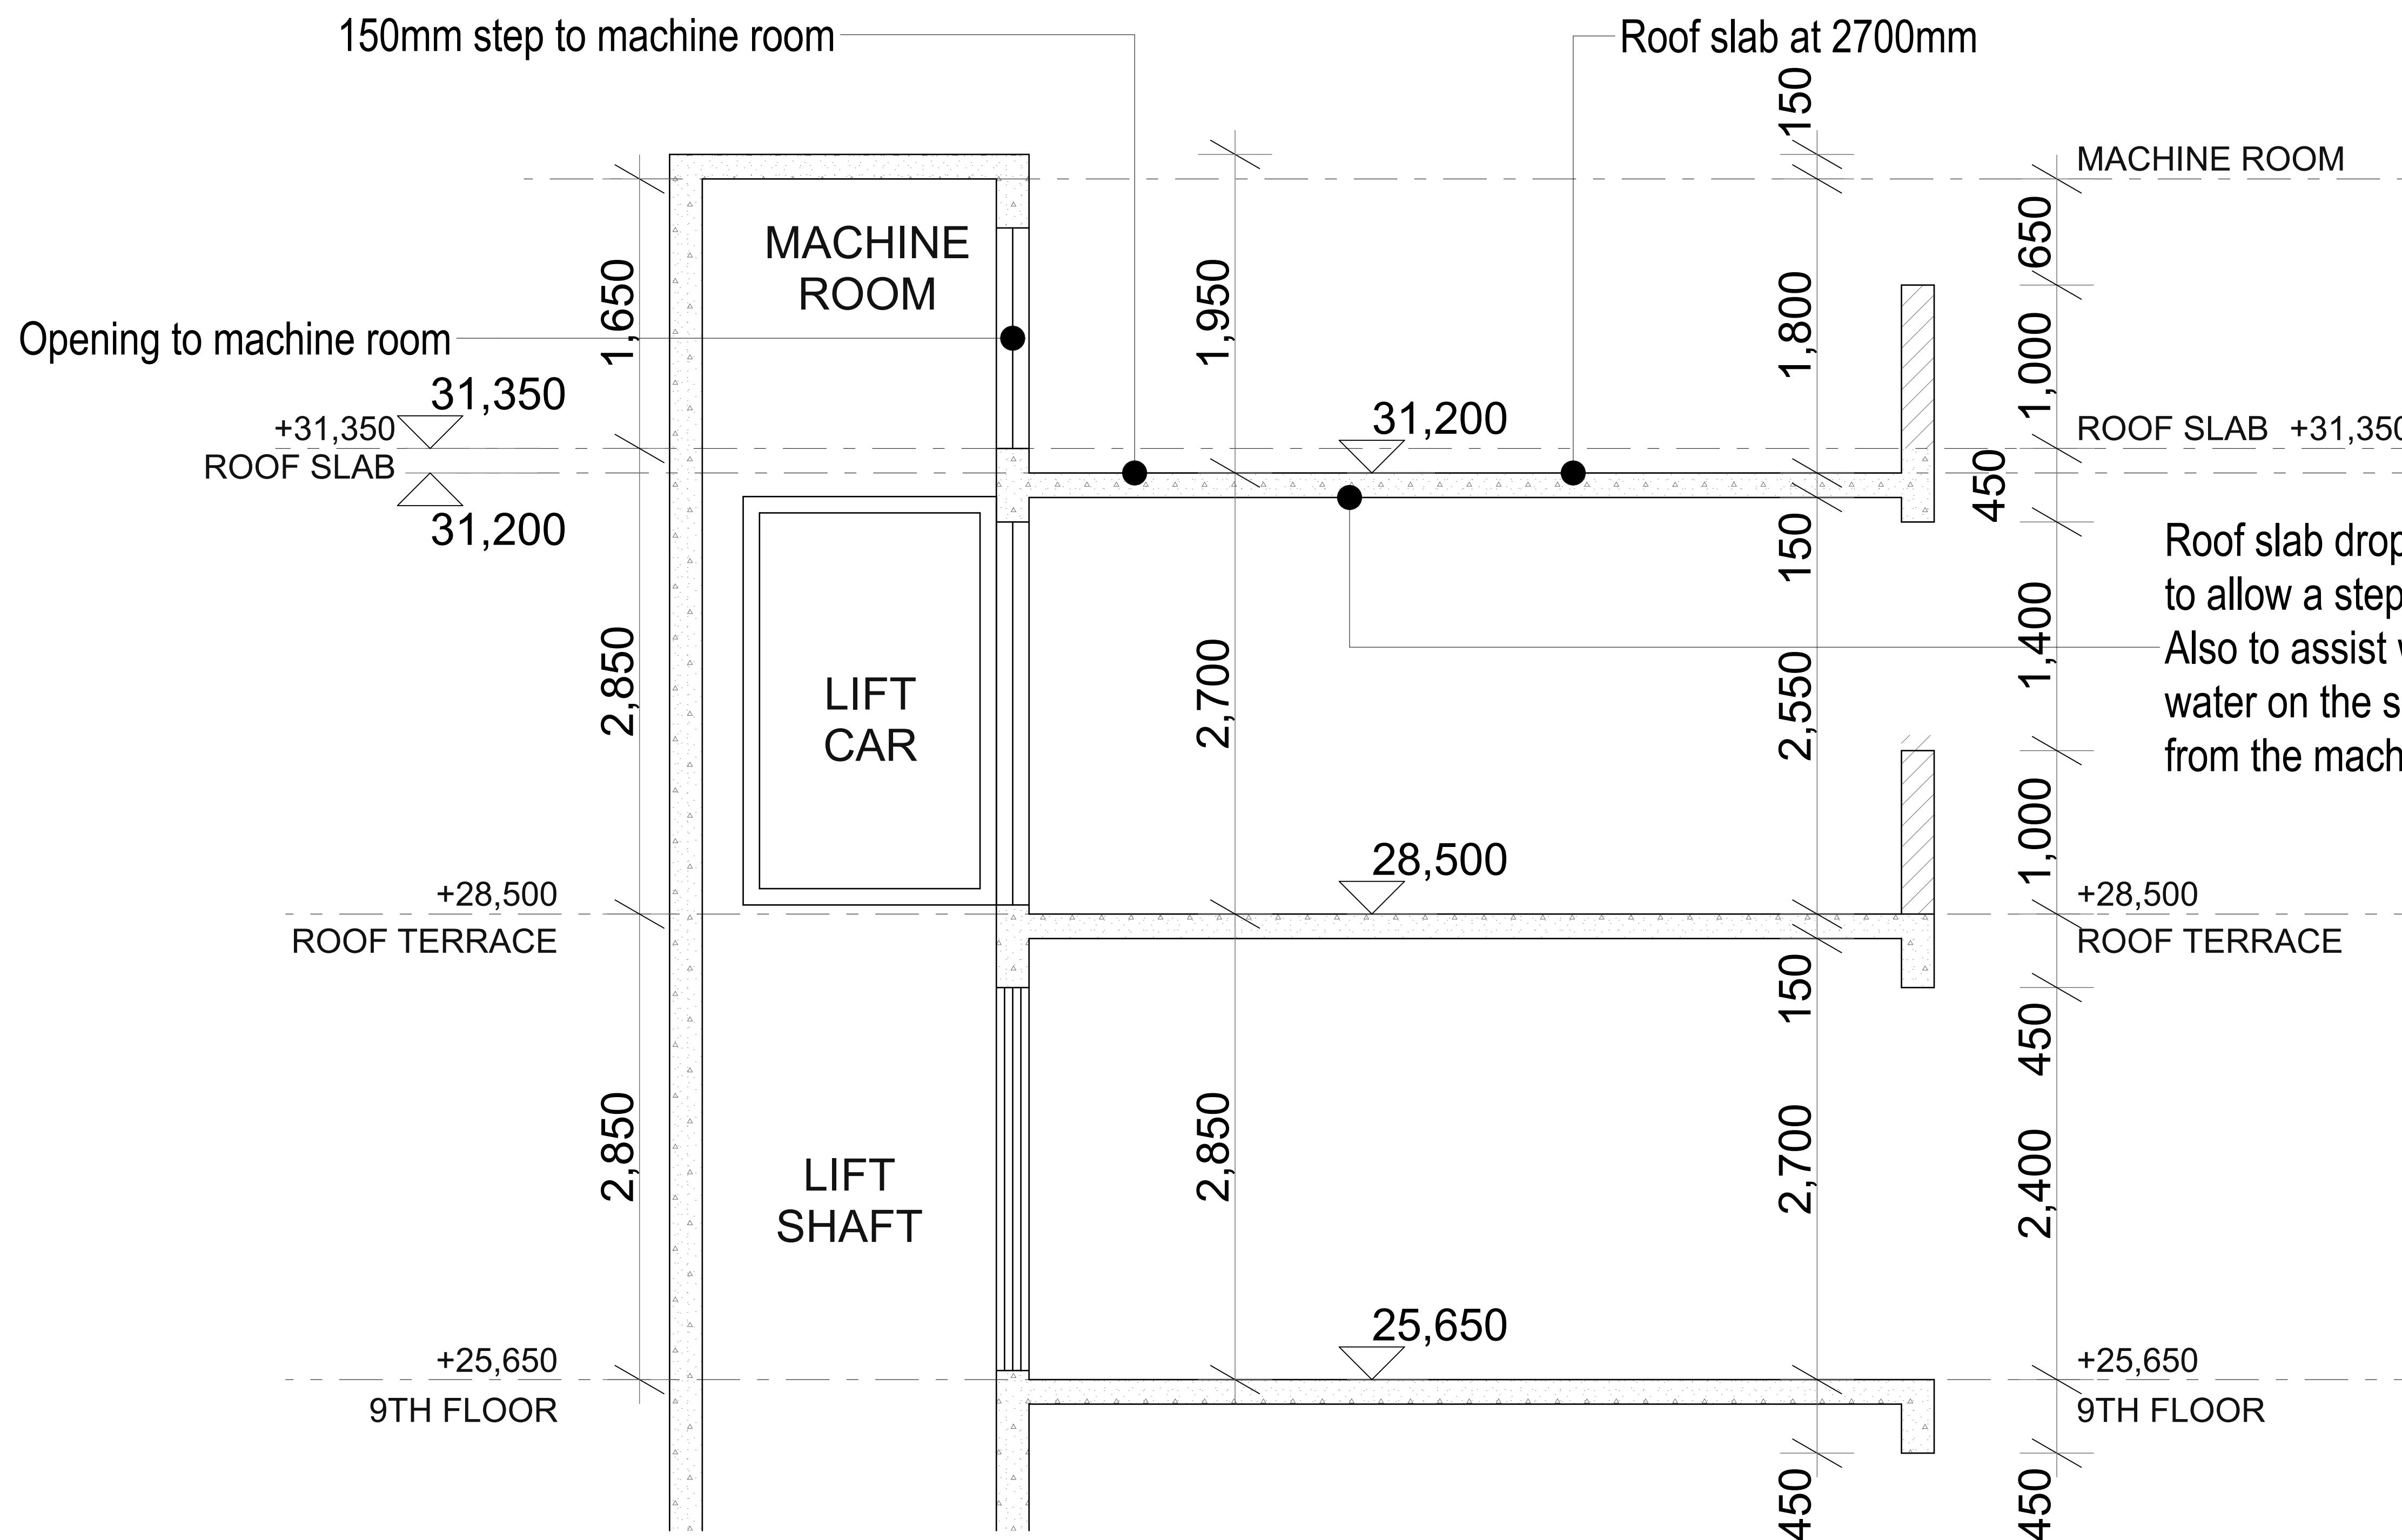 150mm step to machine room
Roof slab at 2700mm
150
MACHINE ROOM
650
MACHINE
ROOM
1,650
1,950
1,800
1,000
Opening to machine room
31,350
+31,350
ROOF SLAB
31,200
31,200
ROOF SLAB +31,350
450
150
Roof slab drop
to allow a step
Also to assist
water on the s
from the mach
1,400
2,850
2,700
2,550
LIFT
CAR
1,000
28,500
+28,500
ROOF TERRACE
+28,500
ROOF TERRACE
150
450
2,850
2,850
2,700
2,400
LIFT
SHAFT
25,650
+25,650
9TH FLOOR
+25,650
9TH FLOOR
450
450